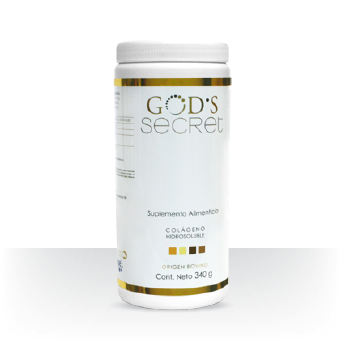 GOD'S
SECRET
Suplemento Alimenticio
COLÁGENO
HIDROSOLUBLE
ORIGEN BOVINO
Cont. Neto 340 g